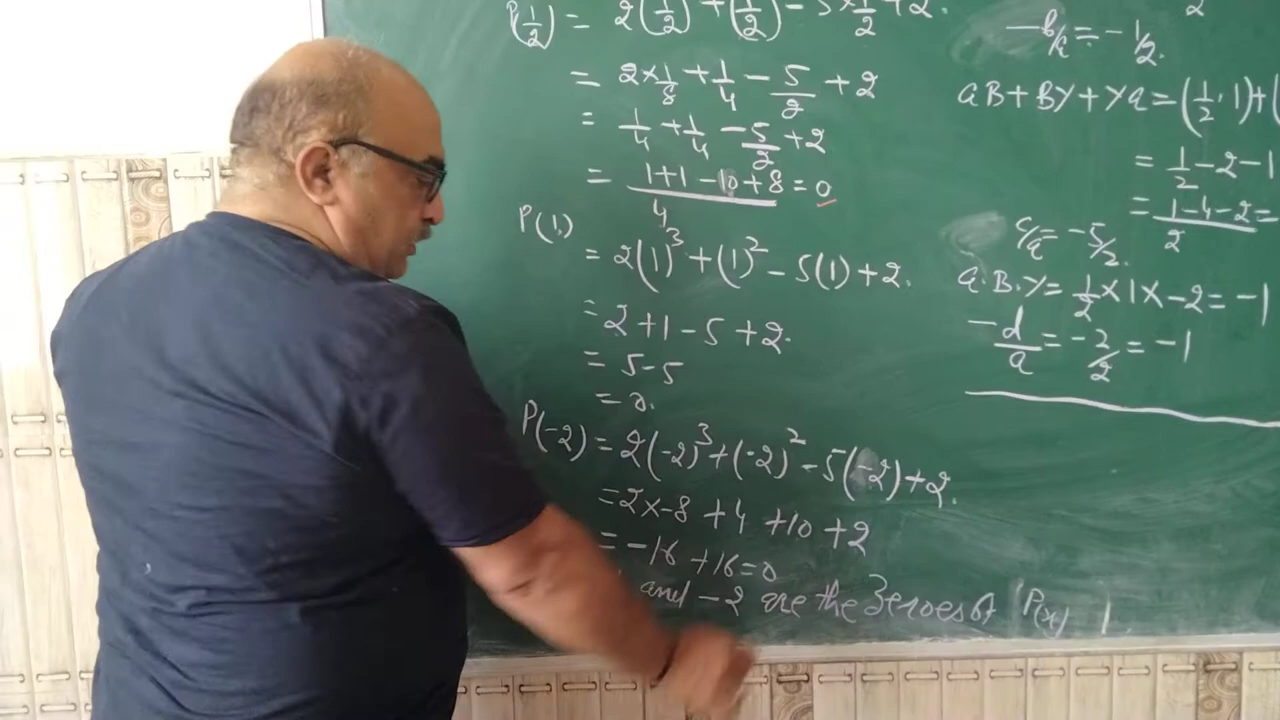 P(1/2) = 2(1/2) + (1/2) - 5×1/2 + 2.
= 2×1/8 + 1/4 - 5/2 + 2
= 1/4 + 1/4 - 5/2 + 2
= (1+1-10+8)/4 = 0
P(1)
= 2(1)³ + (1)² - 5(1) + 2.
= 2+1-5+2.
= 5-5
= 0.
P(-2) = 2(-2)³ + (-2)² - 5(-2) + 2.
= 2×-8 + 4 + 10 + 2
= -16 + 16 = 0
and -2 are the Zeroes of P(x)
2
-b/a = -1/2.
αB + Bγ + γα = (1/2·1) + (
= 1/2 - 2 - 1
= (1-4-2)/2 =
c/a = -5/2.
α·B·γ = 1/2 × 1 × -2 = -1
-d/a = -2/2 = -1